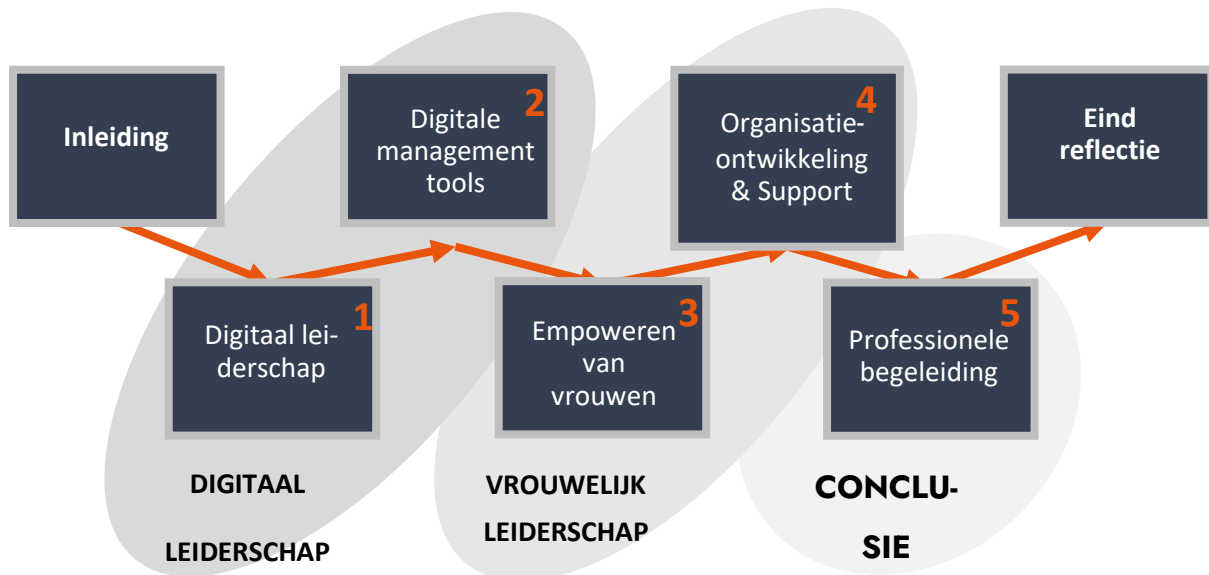 Inleiding
1
Digitaal lei-
derschap
2
Digitale
management
tools
3
Empoweren
van
vrouwen
4
Organisatie-
ontwikkeling
& Support
5
Professionele
begeleiding
Eind
reflectie
DIGITAAL
LEIDERSCHAP
VROUWELIJK
LEIDERSCHAP
CONCLU-
SIE